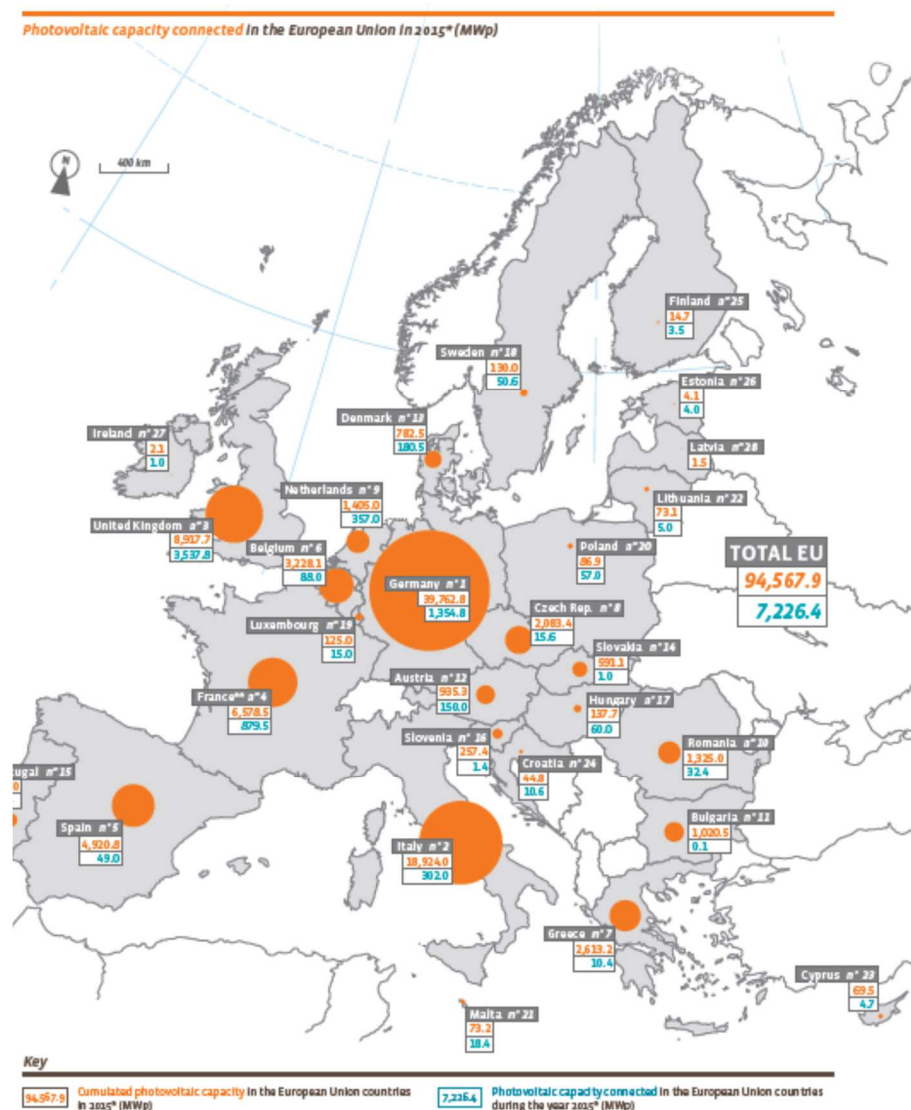 Photovoltaic capacity connected in the European Union in 2015* (MWp)
N
400 km
Finland n°25
14.7
3.5
Sweden n°18
130.0
50.6
Estonia n°26
4.1
4.0
Denmark n°13
782.5
180.5
Ireland n°27
2.1
1.0
Latvia n°28
1.5
Netherlands n°9
1,405.0
357.0
Lithuania n°22
73.1
5.0
United Kingdom n°3
8,917.7
3,537.8
Belgium n°6
3,228.1
88.0
Poland n°20
86.9
57.0
TOTAL EU
94,567.9
7,226.4
Germany n°1
39,762.8
1,354.8
Czech Rep. n°8
2,083.4
15.6
Luxembourg n°19
125.0
15.0
Slovakia n°14
591.1
1.0
Austria n°12
935.3
150.0
France** n°4
6,578.5
879.5
Hungary n°17
137.7
60.0
Slovenia n°16
257.4
1.4
Romania n°10
1,325.0
32.4
Croatia n°24
44.8
10.6
tugal n°15
0
Spain n°5
4,920.8
49.0
Bulgaria n°11
1,020.5
0.1
Italy n°2
18,924.0
302.0
Greece n°7
2,613.2
10.4
Cyprus n°23
69.5
4.7
Malta n°21
73.2
18.4
Key
94,567.9 Cumulated photovoltaic capacity in the European Union countries
in 2015* (MWp)
7,226.4 Photovoltaic capacity connected in the European Union countries
during the year 2015* (MWp)